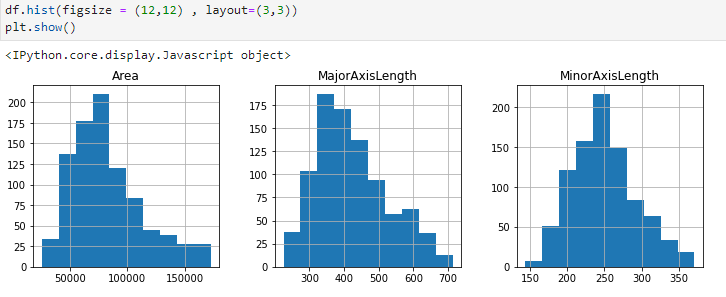 df.hist(figsize = (12,12) , layout=(3,3))
plt.show()
<IPython.core.display.Javascript object>
Area
200
175
150
125
100
75
50
25
0
50000 100000 150000
MajorAxisLength
175
150
125
100
75
50
25
0
300 400 500 600 700
MinorAxisLength
200
150
100
50
0
150 200 250 300 350